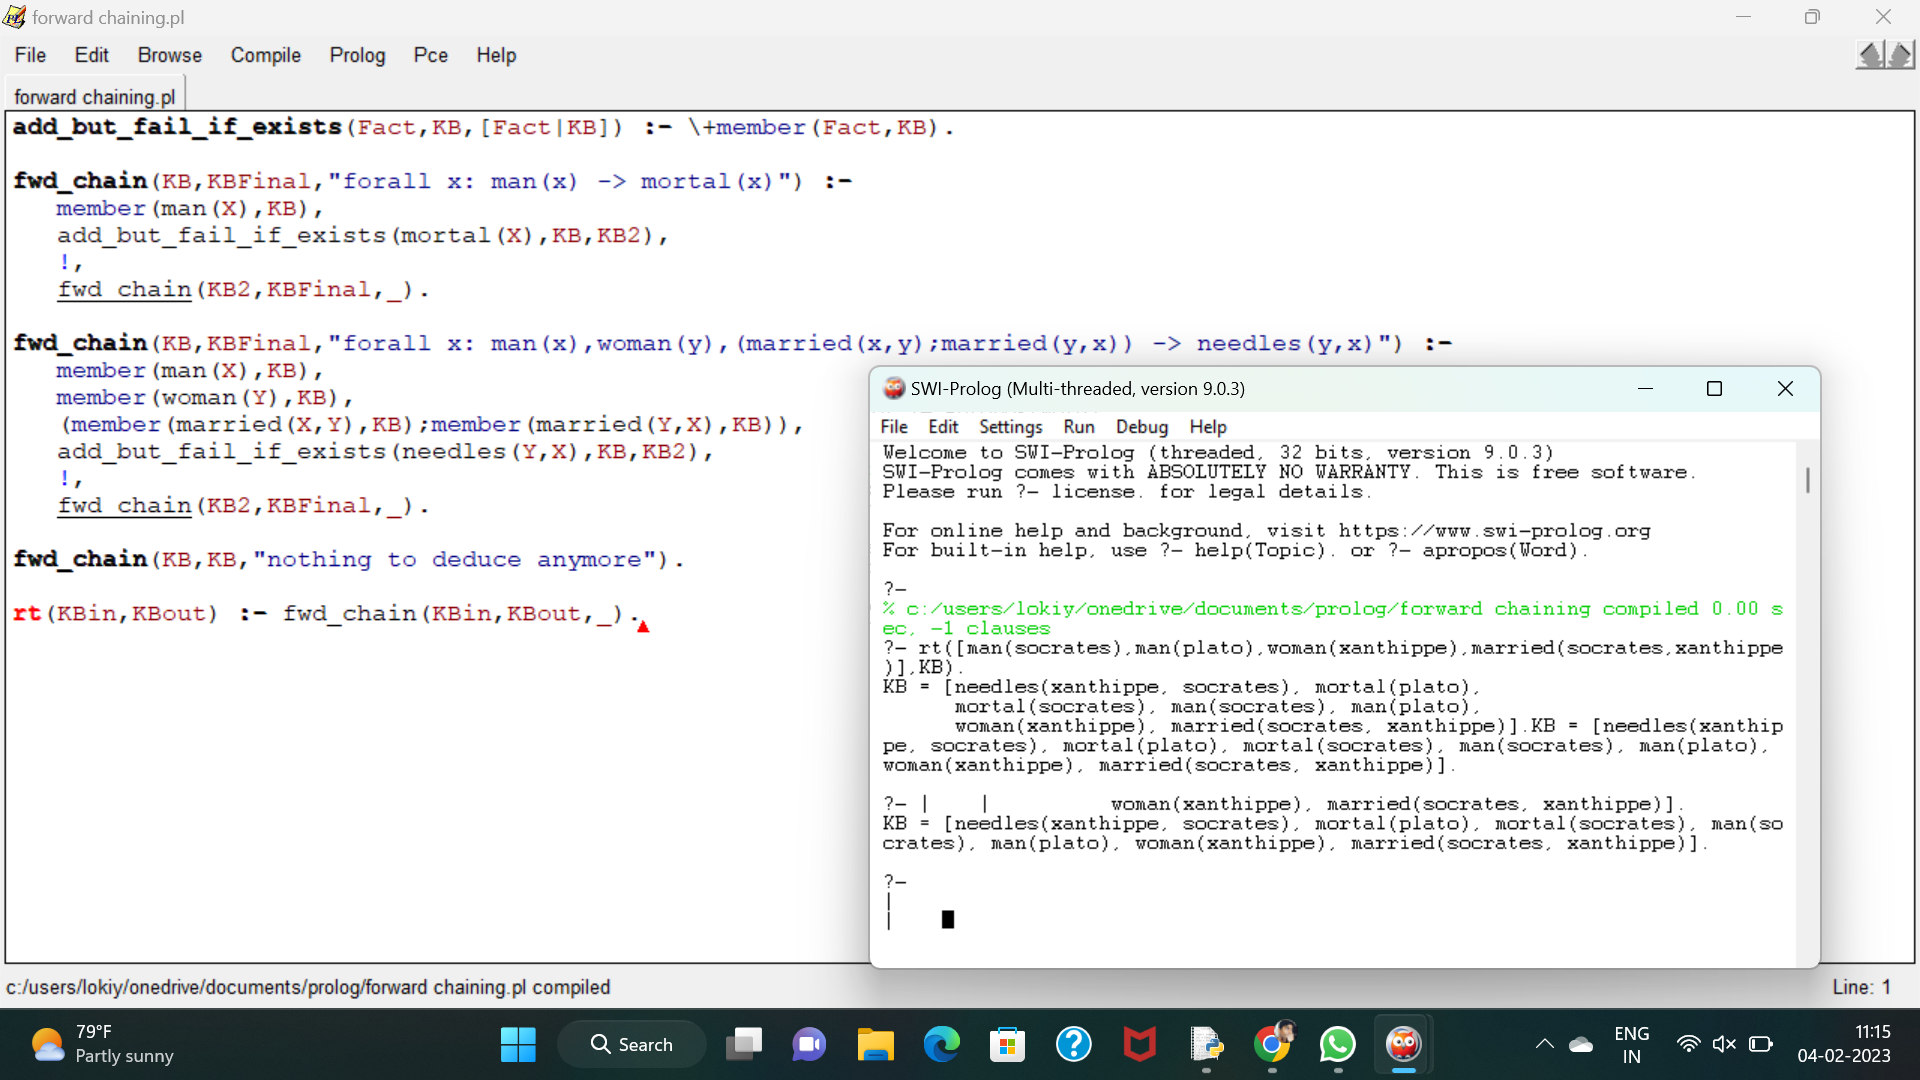 forward chaining.pl
File Edit Browse Compile Prolog Pce Help
forward chaining.pl
add_but_fail_if_exists(Fact,KB,[Fact|KB]) :- \+member(Fact,KB).
fwd_chain(KB,KBFinal,"forall x: man(x) -> mortal(x)") :-
member(man(X),KB),
add_but_fail_if_exists(mortal(X),KB,KB2),
!,
fwd_chain(KB2,KBFinal,_).
fwd_chain(KB,KBFinal,"forall x: man(x),woman(y),(married(x,y);married(y,x)) -> needles(y,x)") :-
member(man(X),KB),
member(woman(Y),KB),
(member(married(X,Y),KB);member(married(Y,X),KB)),
add_but_fail_if_exists(needles(Y,X),KB,KB2),
!,
fwd_chain(KB2,KBFinal,_).
fwd_chain(KB,KB,"nothing to deduce anymore").
rt(KBin,KBout) :- fwd_chain(KBin,KBout,_).
SWI-Prolog (Multi-threaded, version 9.0.3)
File Edit Settings Run Debug Help
Welcome to SWI-Prolog (threaded, 32 bits, version 9.0.3)
SWI-Prolog comes with ABSOLUTELY NO WARRANTY. This is free software.
Please run ?- license. for legal details.
For online help and background, visit https://www.swi-prolog.org
For built-in help, use ?- help(Topic). or ?- apropos(Word).
?-
% c:/users/lokiy/onedrive/documents/prolog/forward chaining compiled 0.00 s
ec, -1 clauses
?- rt([man(socrates),man(plato),woman(xanthippe),married(socrates,xanthippe
)],KB).
KB = [needles(xanthippe, socrates), mortal(plato),
mortal(socrates), man(socrates), man(plato),
woman(xanthippe), married(socrates, xanthippe)].KB = [needles(xanthip
pe, socrates), mortal(plato), mortal(socrates), man(socrates), man(plato),
woman(xanthippe), married(socrates, xanthippe)].
?- | | woman(xanthippe), married(socrates, xanthippe)].
KB = [needles(xanthippe, socrates), mortal(plato), mortal(socrates), man(so
crates), man(plato), woman(xanthippe), married(socrates, xanthippe)].
?-
|
|
c:/users/lokiy/onedrive/documents/prolog/forward chaining.pl compiled
Line: 1
79°F
Partly sunny
Search
ENG
IN
11:15
04-02-2023